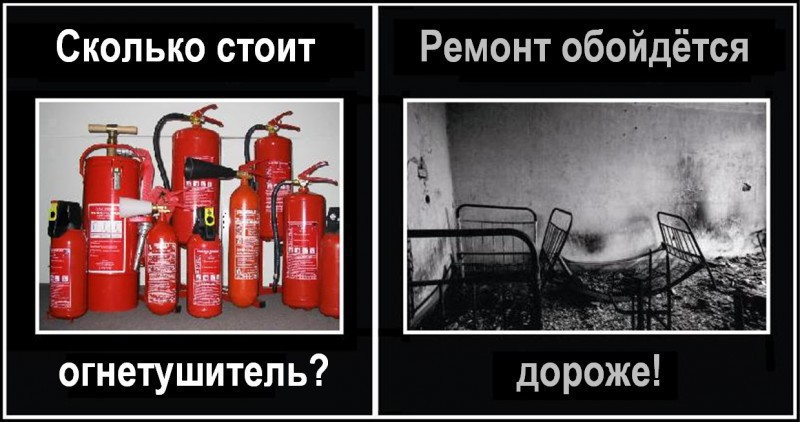 Сколько стоит
огнетушитель?
Ремонт обойдётся
дороже!